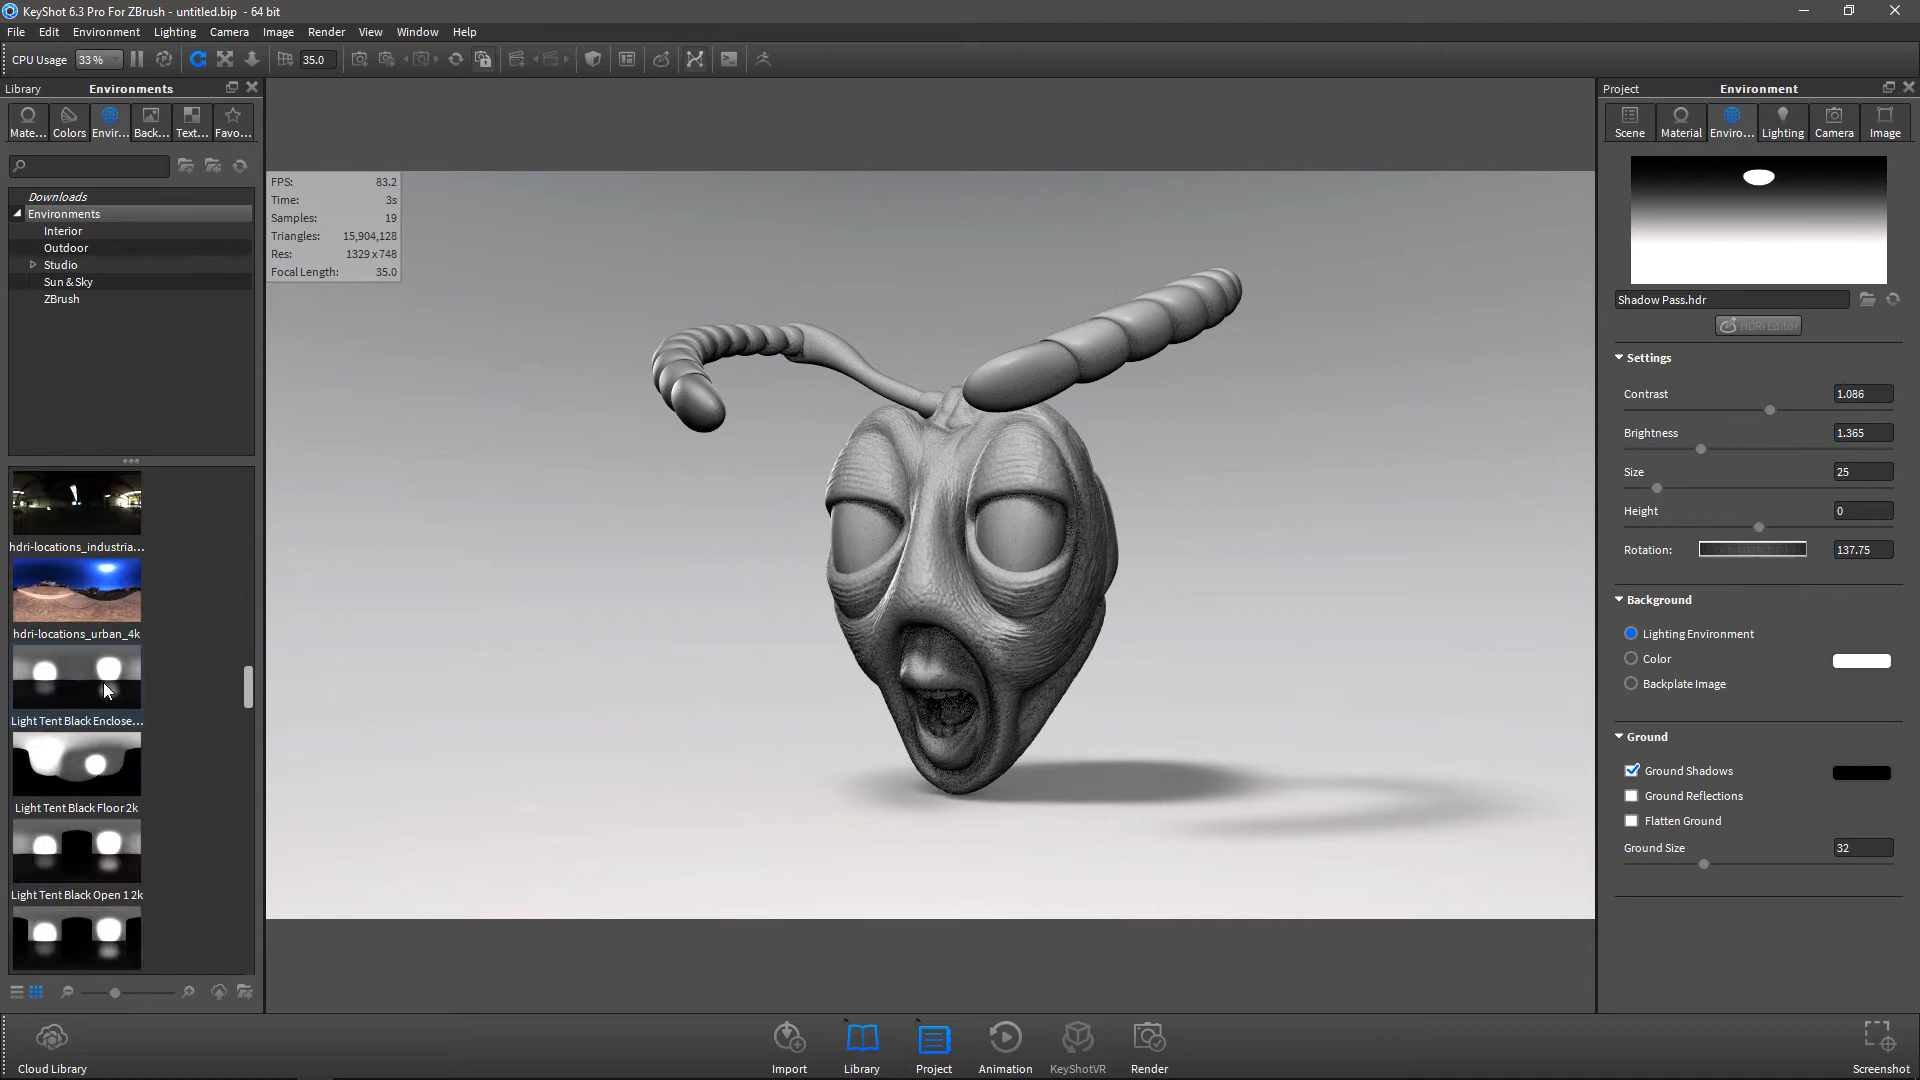 KeyShot 6.3 Pro For ZBrush - untitled.bip - 64 bit
File Edit Environment Lighting Camera Image Render View Window Help
CPU Usage 33 % 35.0
Library Environments
Mate... Colors Envir... Back... Text... Favo...
Downloads
Environments
Interior
Outdoor
Studio
Sun & Sky
ZBrush
hdri-locations_industria...
hdri-locations_urban_4k
Light Tent Black Enclose...
Light Tent Black Floor 2k
Light Tent Black Open 1 2k
FPS: 83.2
Time: 3s
Samples: 19
Triangles: 15,904,128
Res: 1329 x 748
Focal Length: 35.0
Project Environment
Scene Material Enviro... Lighting Camera Image
Shadow Pass.hdr
HDRI Editor
Settings
Contrast 1.086
Brightness 1.365
Size 25
Height 0
Rotation: 137.75
Background
Lighting Environment
Color
Backplate Image
Ground
Ground Shadows
Ground Reflections
Flatten Ground
Ground Size 32
Cloud Library Import Library Project Animation KeyShotVR Render Screenshot